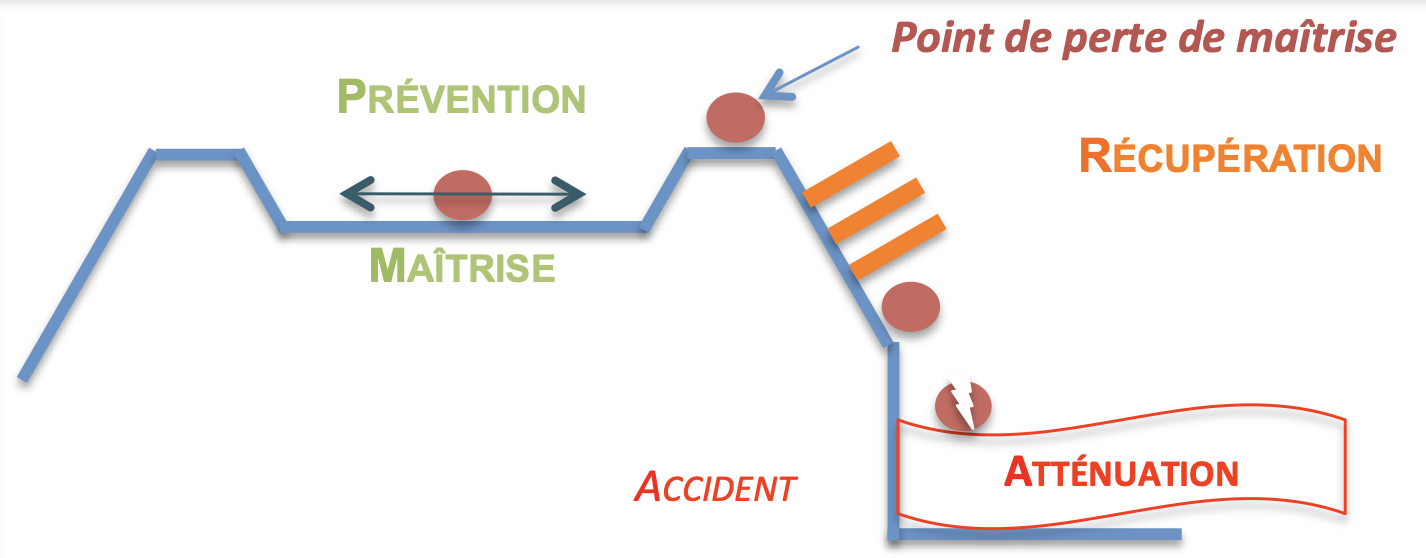 Point de perte de maîtrise
PRÉVENTION
RÉCUPÉRATION
MAÎTRISE
ACCIDENT
ATTÉNUATION